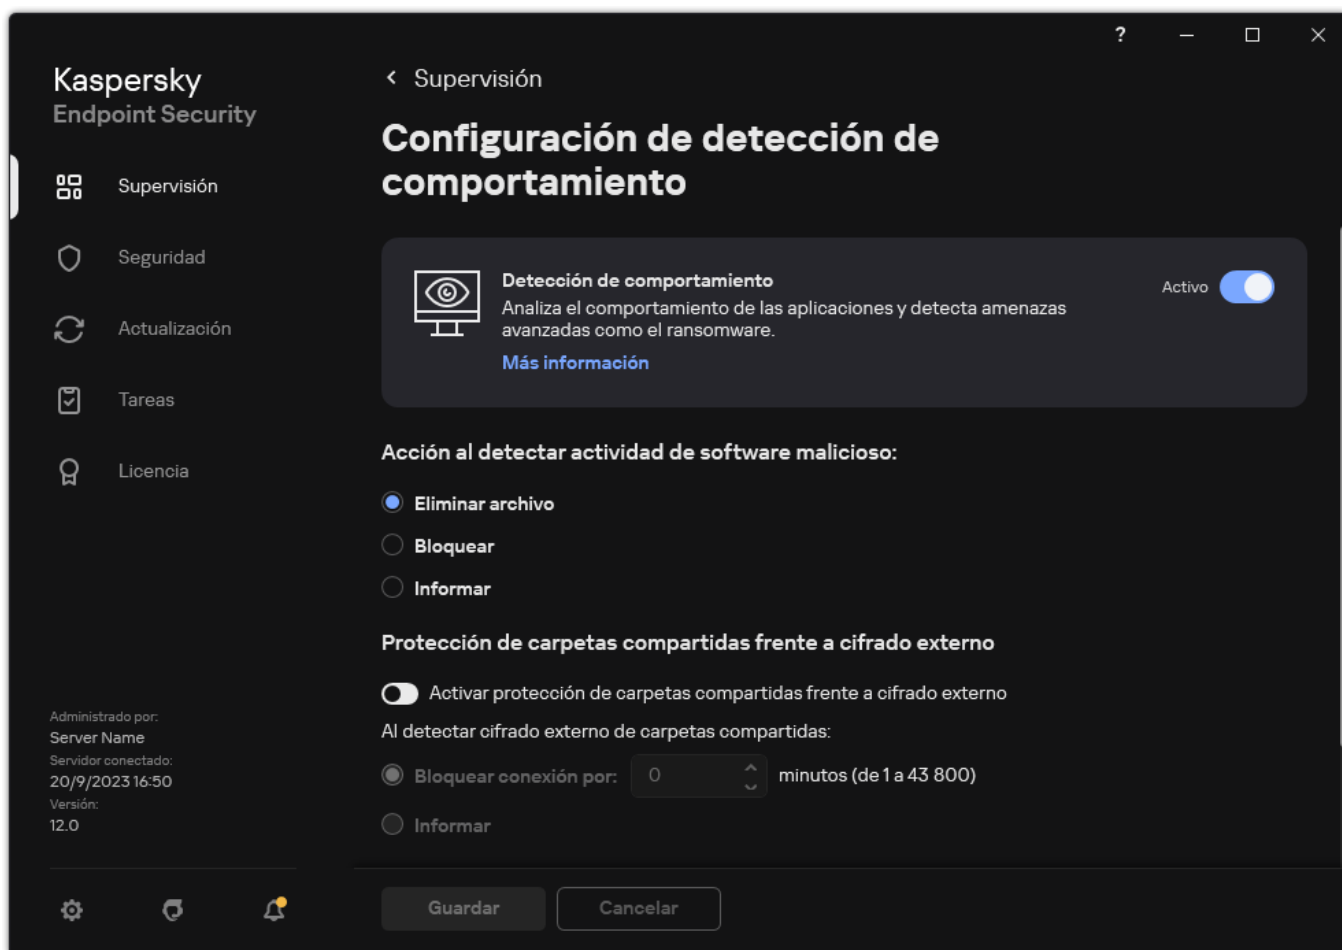 ?
Kaspersky
Endpoint Security
Supervisión
Seguridad
Actualización
Tareas
Licencia
Administrado por:
Server Name
Servidor conectado:
20/9/2023 16:50
Versión:
12.0
Supervisión
Configuración de detección de
comportamiento
Detección de comportamiento
Analiza el comportamiento de las aplicaciones y detecta amenazas
avanzadas como el ransomware.
Más información
Activo
Acción al detectar actividad de software malicioso:
Eliminar archivo
Bloquear
Informar
Protección de carpetas compartidas frente a cifrado externo
Activar protección de carpetas compartidas frente a cifrado externo
Al detectar cifrado externo de carpetas compartidas:
Bloquear conexión por: 0 minutos (de 1 a 43 800)
Informar
Guardar
Cancelar